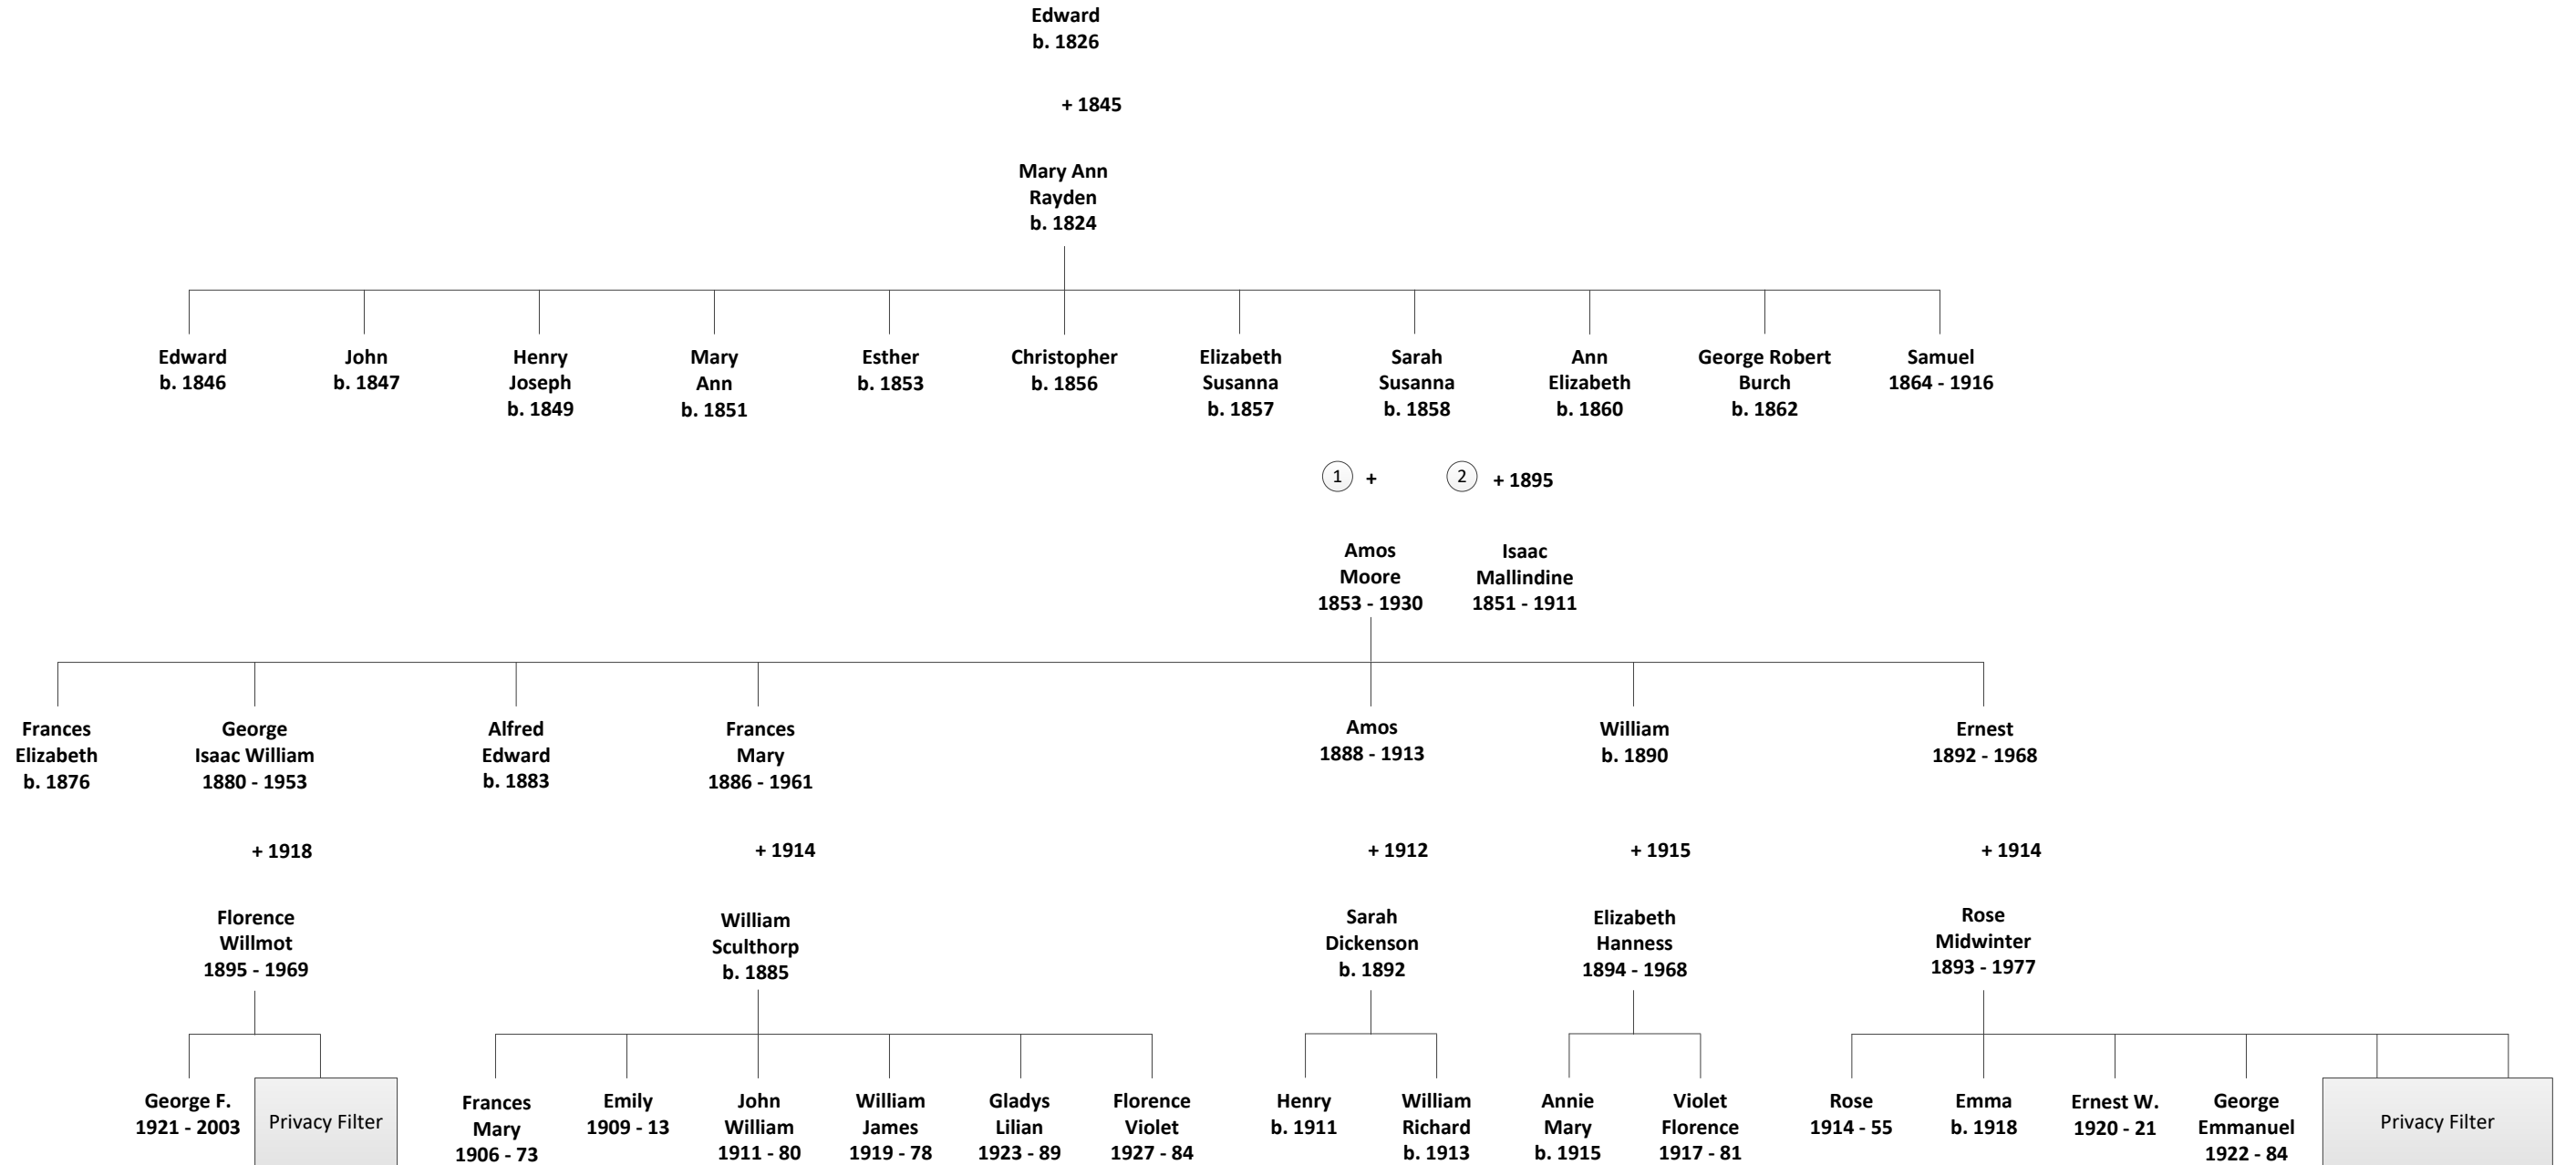 Edward
b. 1826
+ 1845
Mary Ann
Rayden
b. 1824
Edward
b. 1846
John
b. 1847
Henry
Joseph
b. 1849
Mary
Ann
b. 1851
Esther
b. 1853
Christopher
b. 1856
Elizabeth
Susanna
b. 1857
Sarah
Susanna
b. 1858
Ann
Elizabeth
b. 1860
George Robert
Burch
b. 1862
Samuel
1864 - 1916
1 +
2 + 1895
Amos
Moore
1853 - 1930
Isaac
Mallindine
1851 - 1911
Frances
Elizabeth
b. 1876
George
Isaac William
1880 - 1953
Alfred
Edward
b. 1883
Frances
Mary
1886 - 1961
Amos
1888 - 1913
William
b. 1890
Ernest
1892 - 1968
+ 1918
+ 1914
+ 1912
+ 1915
+ 1914
Florence
Willmot
1895 - 1969
William
Sculthorp
b. 1885
Sarah
Dickenson
b. 1892
Elizabeth
Hanness
1894 - 1968
Rose
Midwinter
1893 - 1977
George F.
1921 - 2003
Privacy Filter
Frances
Mary
1906 - 73
Emily
1909 - 13
John
William
1911 - 80
William
James
1919 - 78
Gladys
Lilian
1923 - 89
Florence
Violet
1927 - 84
Henry
b. 1911
William
Richard
b. 1913
Annie
Mary
b. 1915
Violet
Florence
1917 - 81
Rose
1914 - 55
Emma
b. 1918
Ernest W.
1920 - 21
George
Emmanuel
1922 - 84
Privacy Filter